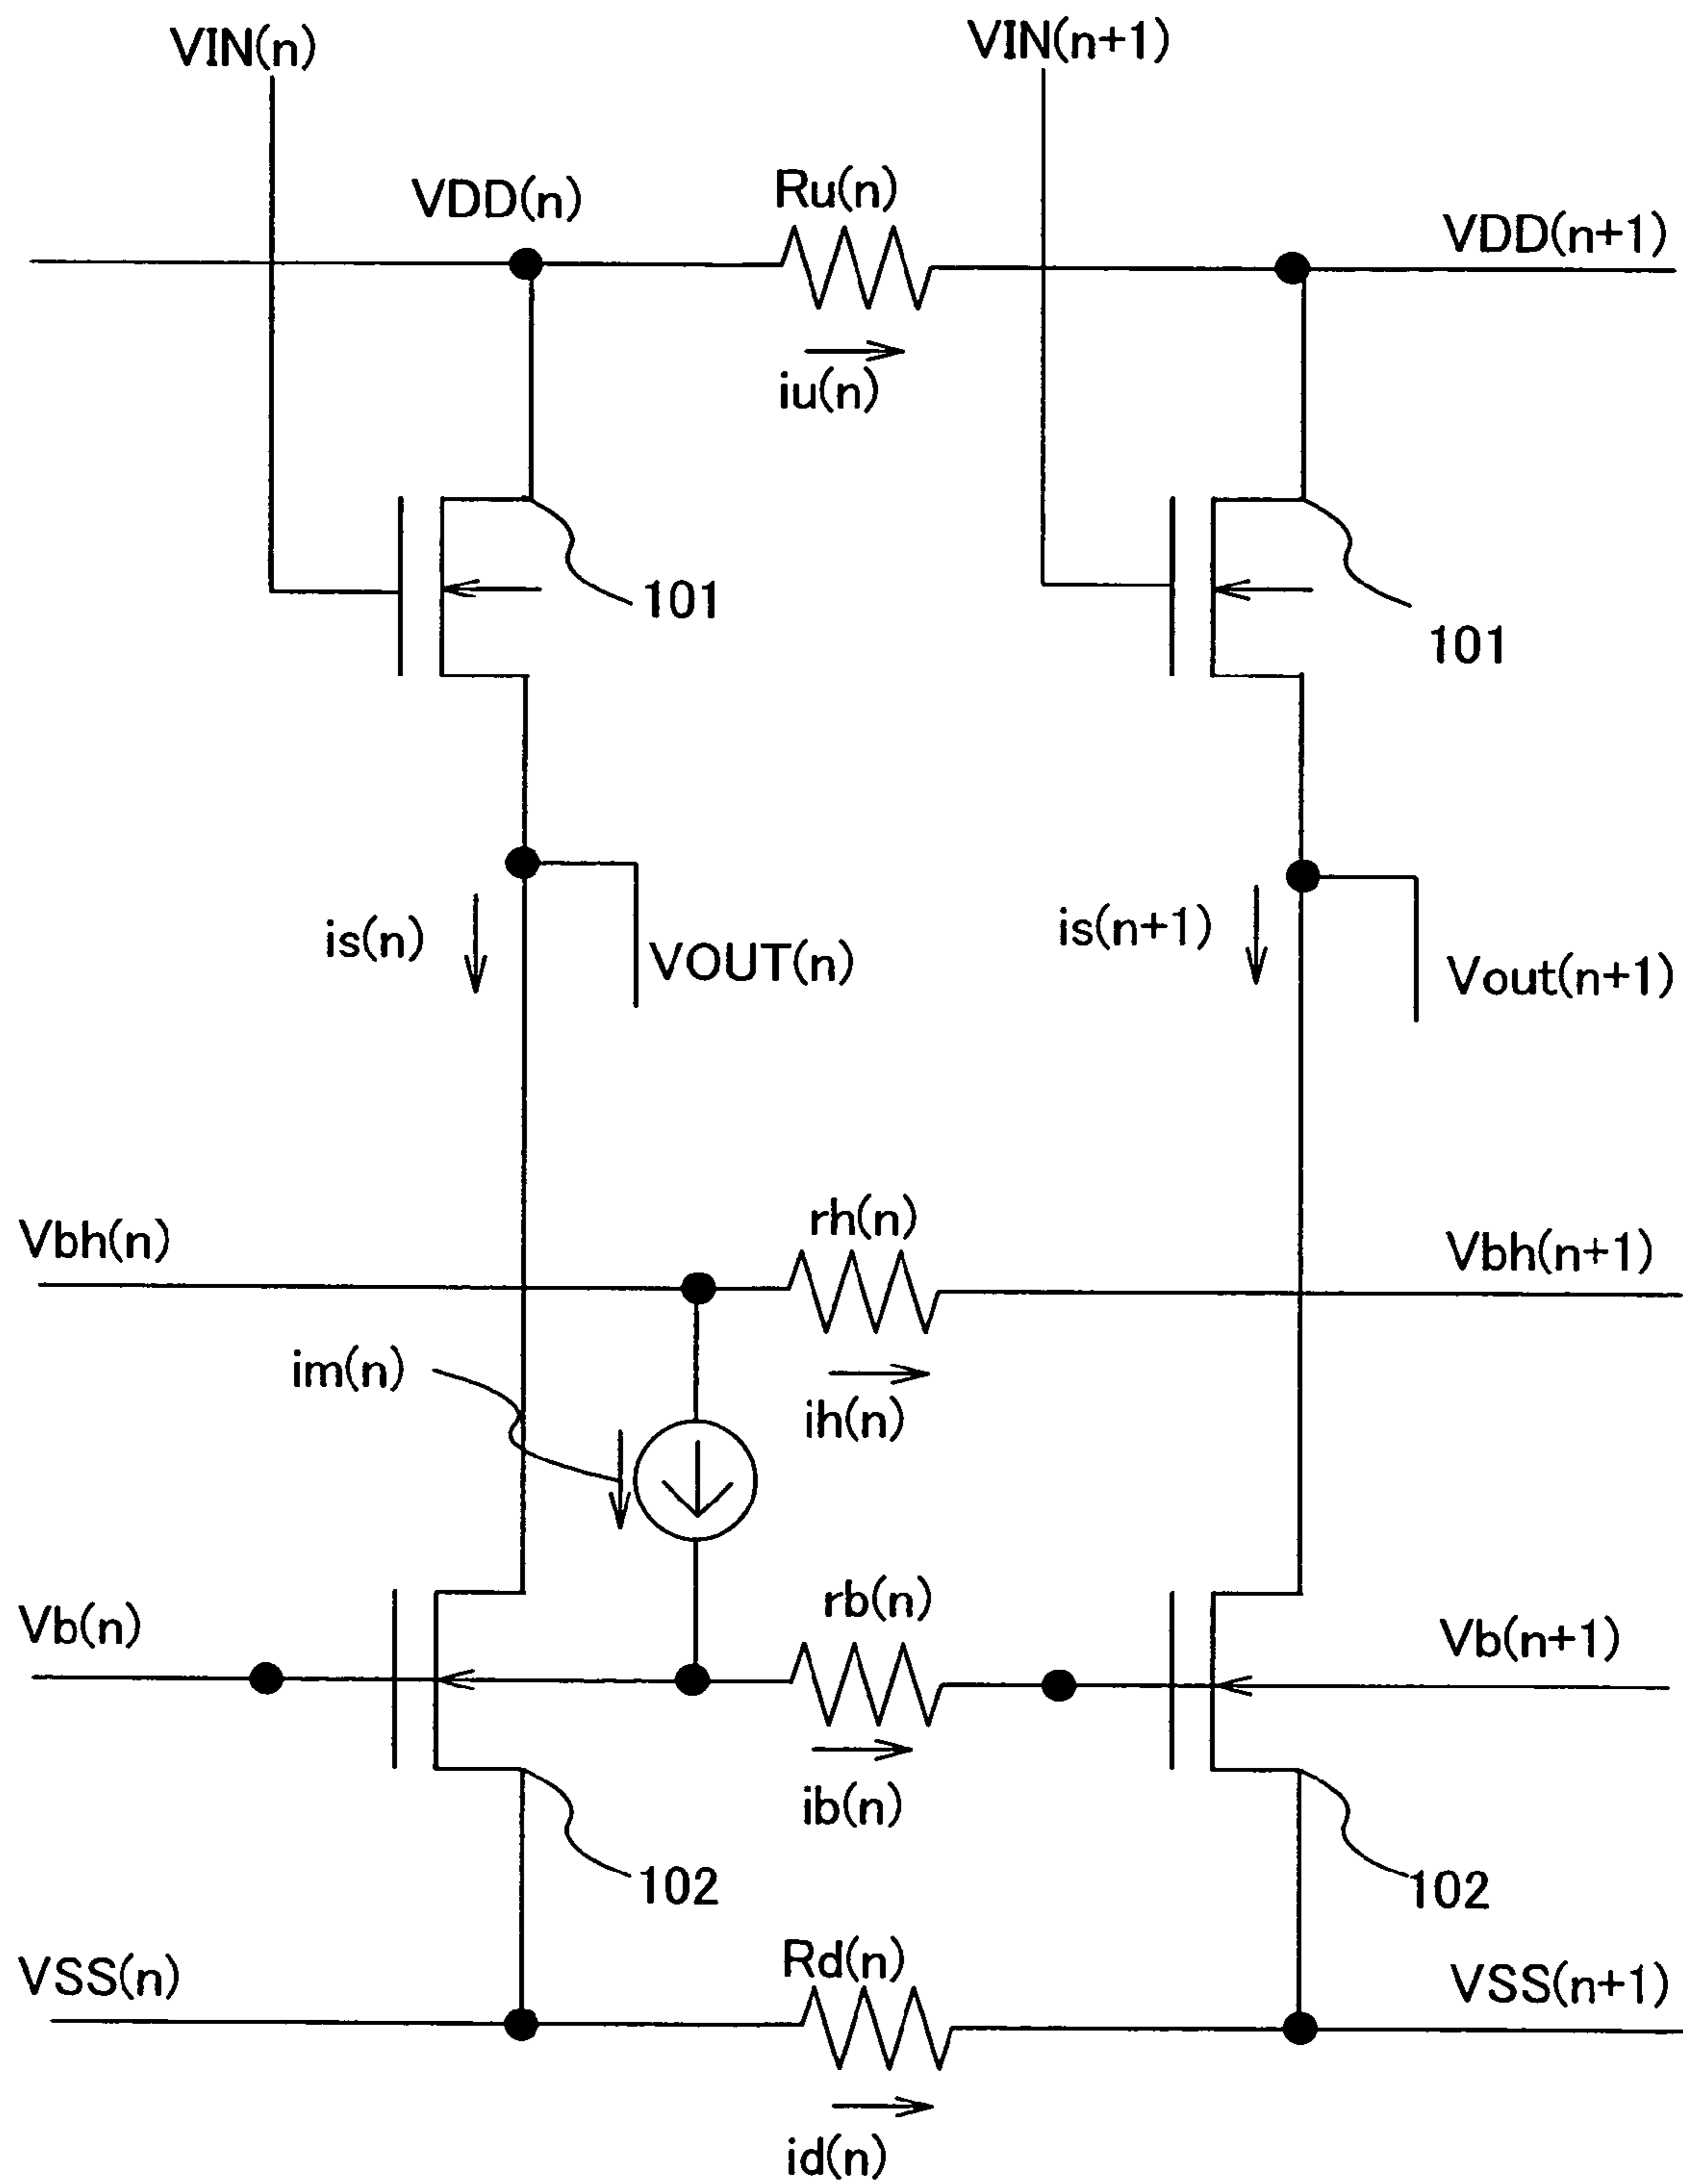 VIN(n)
VIN(n+1)
VDD(n)
Ru(n)
VDD(n+1)
iu(n)
101
101
is(n)
VOUT(n)
is(n+1)
Vout(n+1)
Vbh(n)
rh(n)
Vbh(n+1)
im(n)
ih(n)
Vb(n)
rb(n)
Vb(n+1)
ib(n)
102
102
VSS(n)
Rd(n)
VSS(n+1)
id(n)